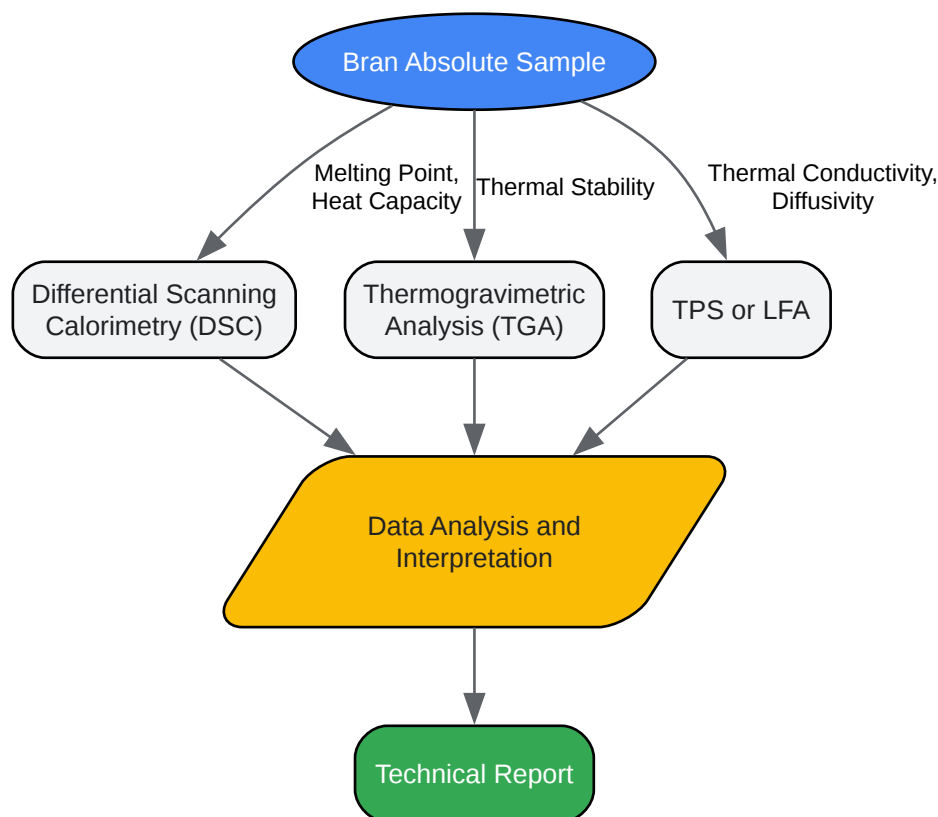 Bran Absolute Sample
Melting Point,
Heat Capacity
Thermal Stability
Thermal Conductivity,
Diffusivity
Differential Scanning
Calorimetry (DSC)
Thermogravimetric
Analysis (TGA)
TPS or LFA
Data Analysis and
Interpretation
Technical Report